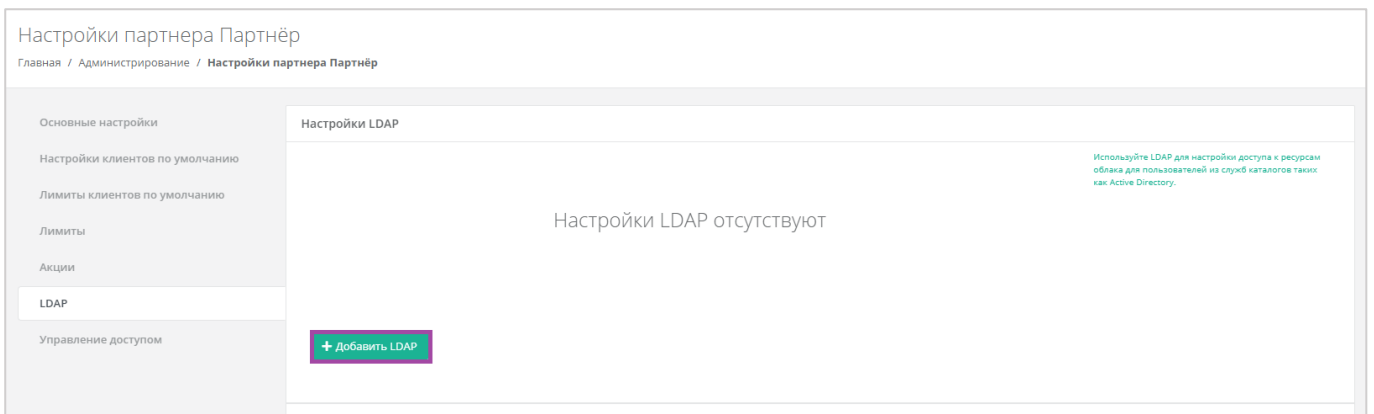 Настройки партнера Партнёр
Главная / Администрирование / Настройки партнера Партнёр
Основные настройки
Настройки клиентов по умолчанию
Лимиты клиентов по умолчанию
Лимиты
Акции
LDAP
Управление доступом
Настройки LDAP
Используйте LDAP для настройки доступа к ресурсам
облака для пользователей из служб каталогов таких
как Active Directory.
Настройки LDAP отсутствуют
+ Добавить LDAP